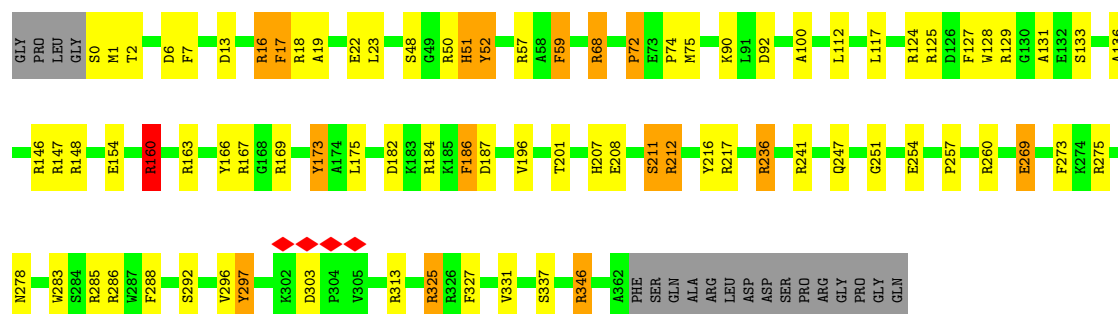 GLY PRO LEU GLY S0 M1 T2 D6 F7 D13 R16 F17 R18 A19 E22 L23 S48 G49 R50 H51 Y52 R57 A58 F59 R68 P72 E73 P74 M75 K90 L91 D92 A100 L112 L117 R124 R125 D126 F127 W128 R129 G130 A131 E132 S133 A136
R146 R147 R148 E154 R160 R163 Y166 R167 G168 R169 Y173 A174 L175 D182 K183 R184 K185 F186 D187 V196 T201 H207 E208 S211 R212 Y216 R217 R236 R241 Q247 G251 E254 P257 R260 E269 F273 K274 R275
N278 W283 S284 R285 R286 W287 F288 S292 V296 Y297 K302 D303 P304 V305 R313 R325 R326 F327 V331 S337 R346 A362 PHE SER GLN ALA ARG LEU ASP ASP SER PRO ARG GLY PRO GLY GLN